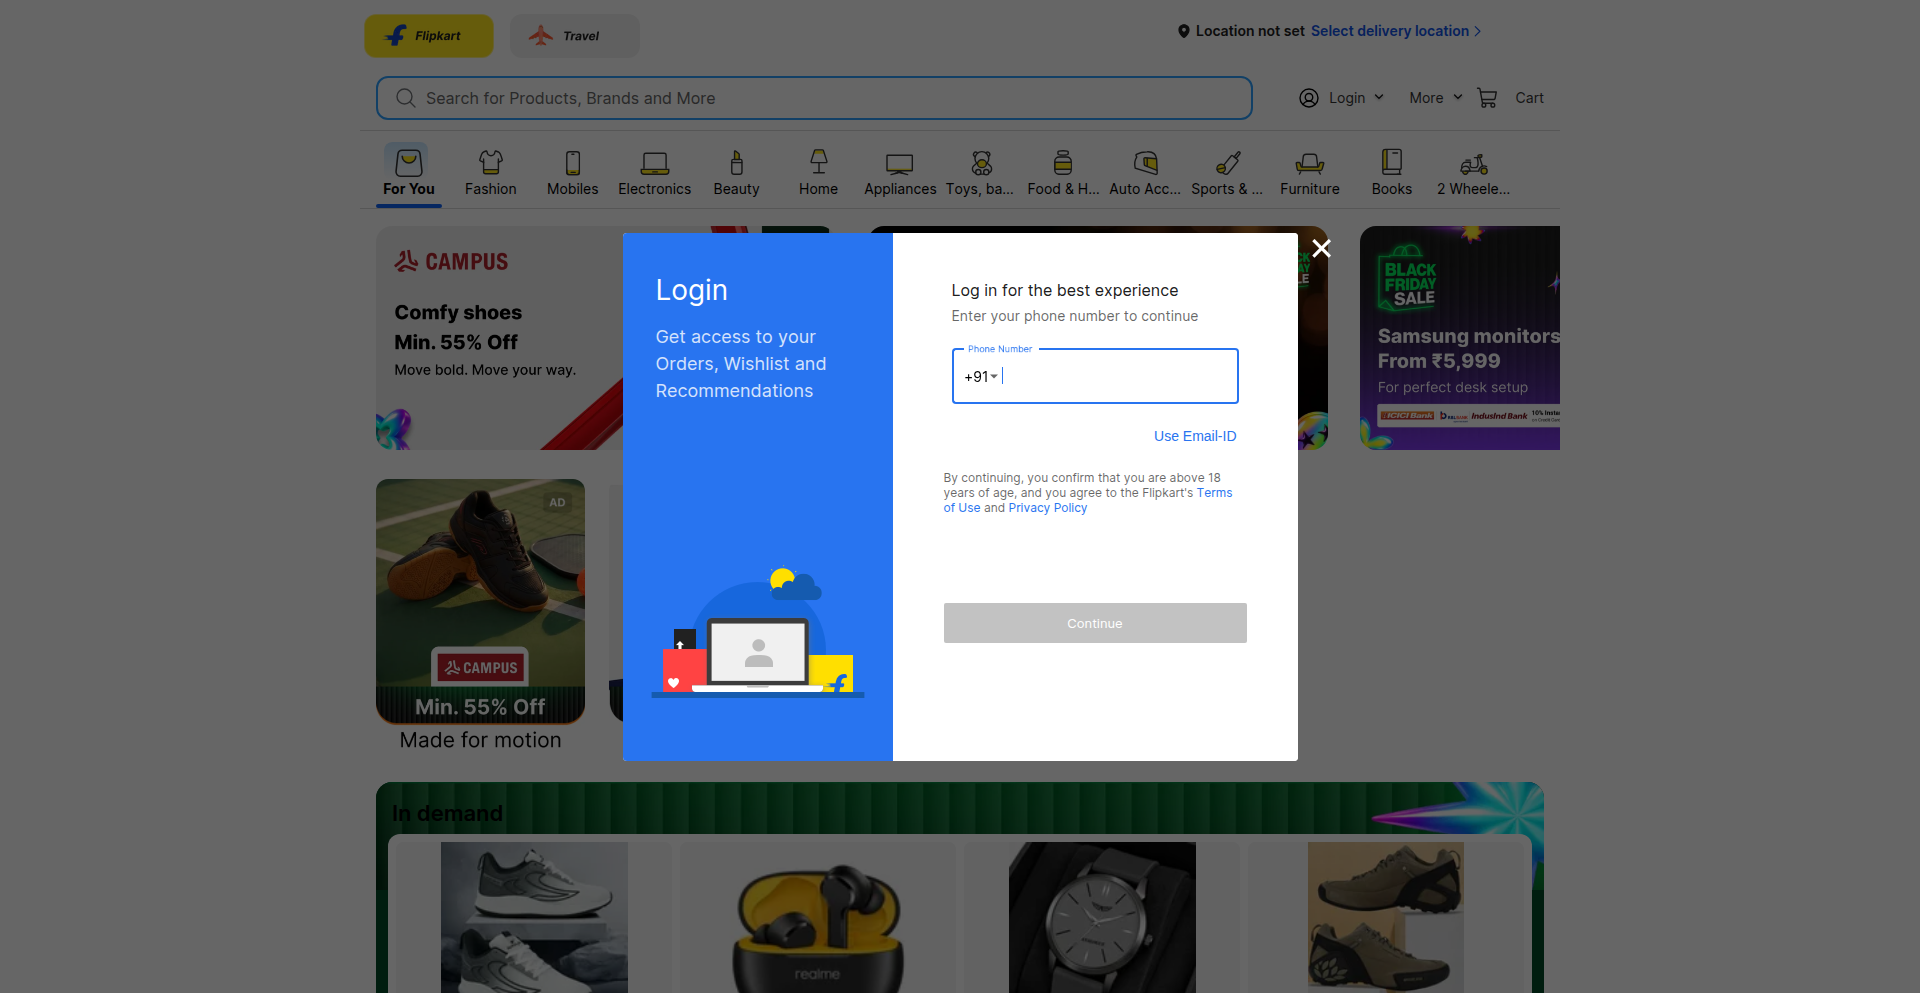 Flipkart
Travel
Location not set Select delivery location
Search for Products, Brands and More
Login
More
Cart
For You
Fashion
Mobiles
Electronics
Beauty
Home
Appliances
Toys, ba...
Food & H...
Auto Acc...
Sports & ...
Furniture
Books
2 Wheele...
CAMPUS
Comfy shoes
Min. 55% Off
Move bold. Move your way.
BLACK
FRIDAY
SALE
Samsung monitors
From ₹5,999
For perfect desk setup
ICICI Bank
IndusInd Bank
Login
Get access to your
Orders, Wishlist and
Recommendations
Log in for the best experience
Enter your phone number to continue
Phone Number
+91
Use Email-ID
By continuing, you confirm that you are above 18
years of age, and you agree to the Flipkart's Terms
of Use and Privacy Policy
Continue
AD
CAMPUS
Min. 55% Off
Made for motion
In demand
realme